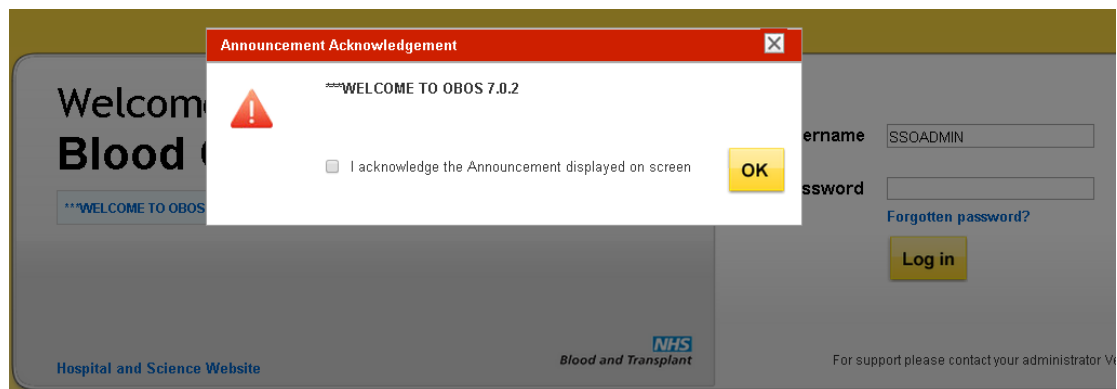 Announcement Acknowledgement
***WELCOME TO OBOS 7.0.2
I acknowledge the Announcement displayed on screen
OK
Welcom
Blood
***WELCOME TO OBOS
ername
SSOADMIN
ssword
Forgotten password?
Log in
Hospital and Science Website
NHS
Blood and Transplant
For support please contact your administrator Ve